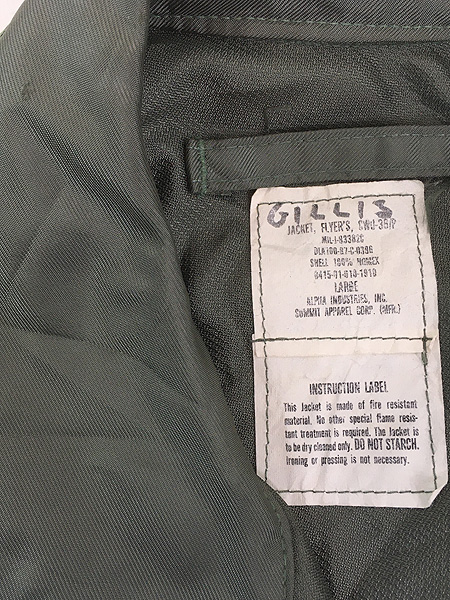 GILLIS
JACKET, FLYER'S, CWU-36/P
MIL-J-83382C
DLA100-87-C-0396
SHELL 100% NOMEX
8415-01-010-1910
LARGE
ALPHA INDUSTRIES, INC.
SUMMIT APPAREL CORP. (MFR.)
INSTRUCTION LABEL
This Jacket is made of fire resistant
material. No other special flame resis-
tant treatment is required. The Jacket is
to be dry cleaned only. DO NOT STARCH.
Ironing or pressing is not necessary.